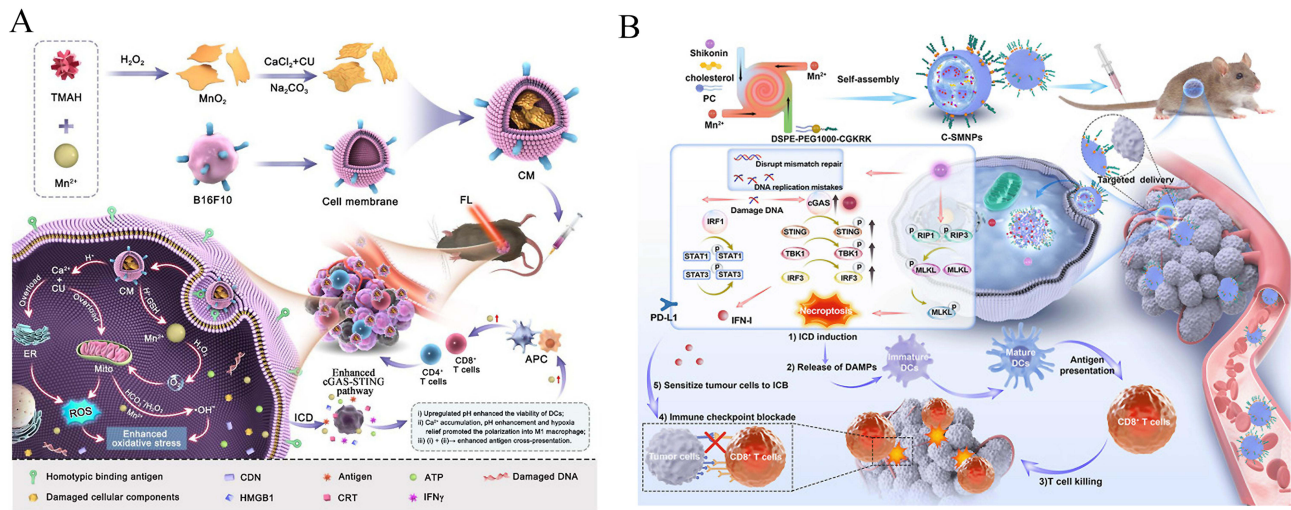 A
TMAH
Mn²⁺
H₂O₂
MnO₂
CaCl₂+CU
Na₂CO₃
B16F10
Cell membrane
CM
FL
H⁺
Ca²⁺
+
CU
CM
H⁺,GSH
Overload
Overload
Mn²⁺
H₂O₂
O₂
ER
Mito
HCO₃⁻/H₂O₂
Mn²⁺
•OH⁻
ROS
Enhanced
oxidative stress
ICD
Enhanced
cGAS-STING
pathway
CD4⁺
T cells
CD8⁺
T cells
APC
i) Upregulated pH enhanced the viability of DCs;
ii) Ca²⁺ accumulation, pH enhancement and hypoxia
relief promoted the polarization into M1 macrophage;
iii) (i) + (ii)→ enhanced antigen cross-presentation.
Homotypic binding antigen
CDN
Antigen
ATP
Damaged DNA
Damaged cellular components
HMGB1
CRT
IFNγ
B
Shikonin
cholesterol
PC
Mn²⁺
Mn²⁺
DSPE-PEG1000-CGKRK
Self-assembly
C-SMNPs
Targeted delivery
Disrupt mismatch repair
DNA replication mistakes
Damage DNA
cGAS
IRF1
STING
P
STING
STAT1
P
STAT1
TBK1
P
TBK1
STAT3
P
STAT3
IRF3
P
IRF3
P
RIP1
P
RIP3
P
MLKL
MLKL
MLKL
P
PD-L1
IFN-I
Necroptosis
1) ICD induction
2) Release of DAMPs
Immature
DCs
Mature
DCs
Antigen
presentation
5) Sensitize tumour cells to ICB
4) Immune checkpoint blockade
Tumor cells
CD8⁺ T cells
CD8⁺ T cells
3)T cell killing